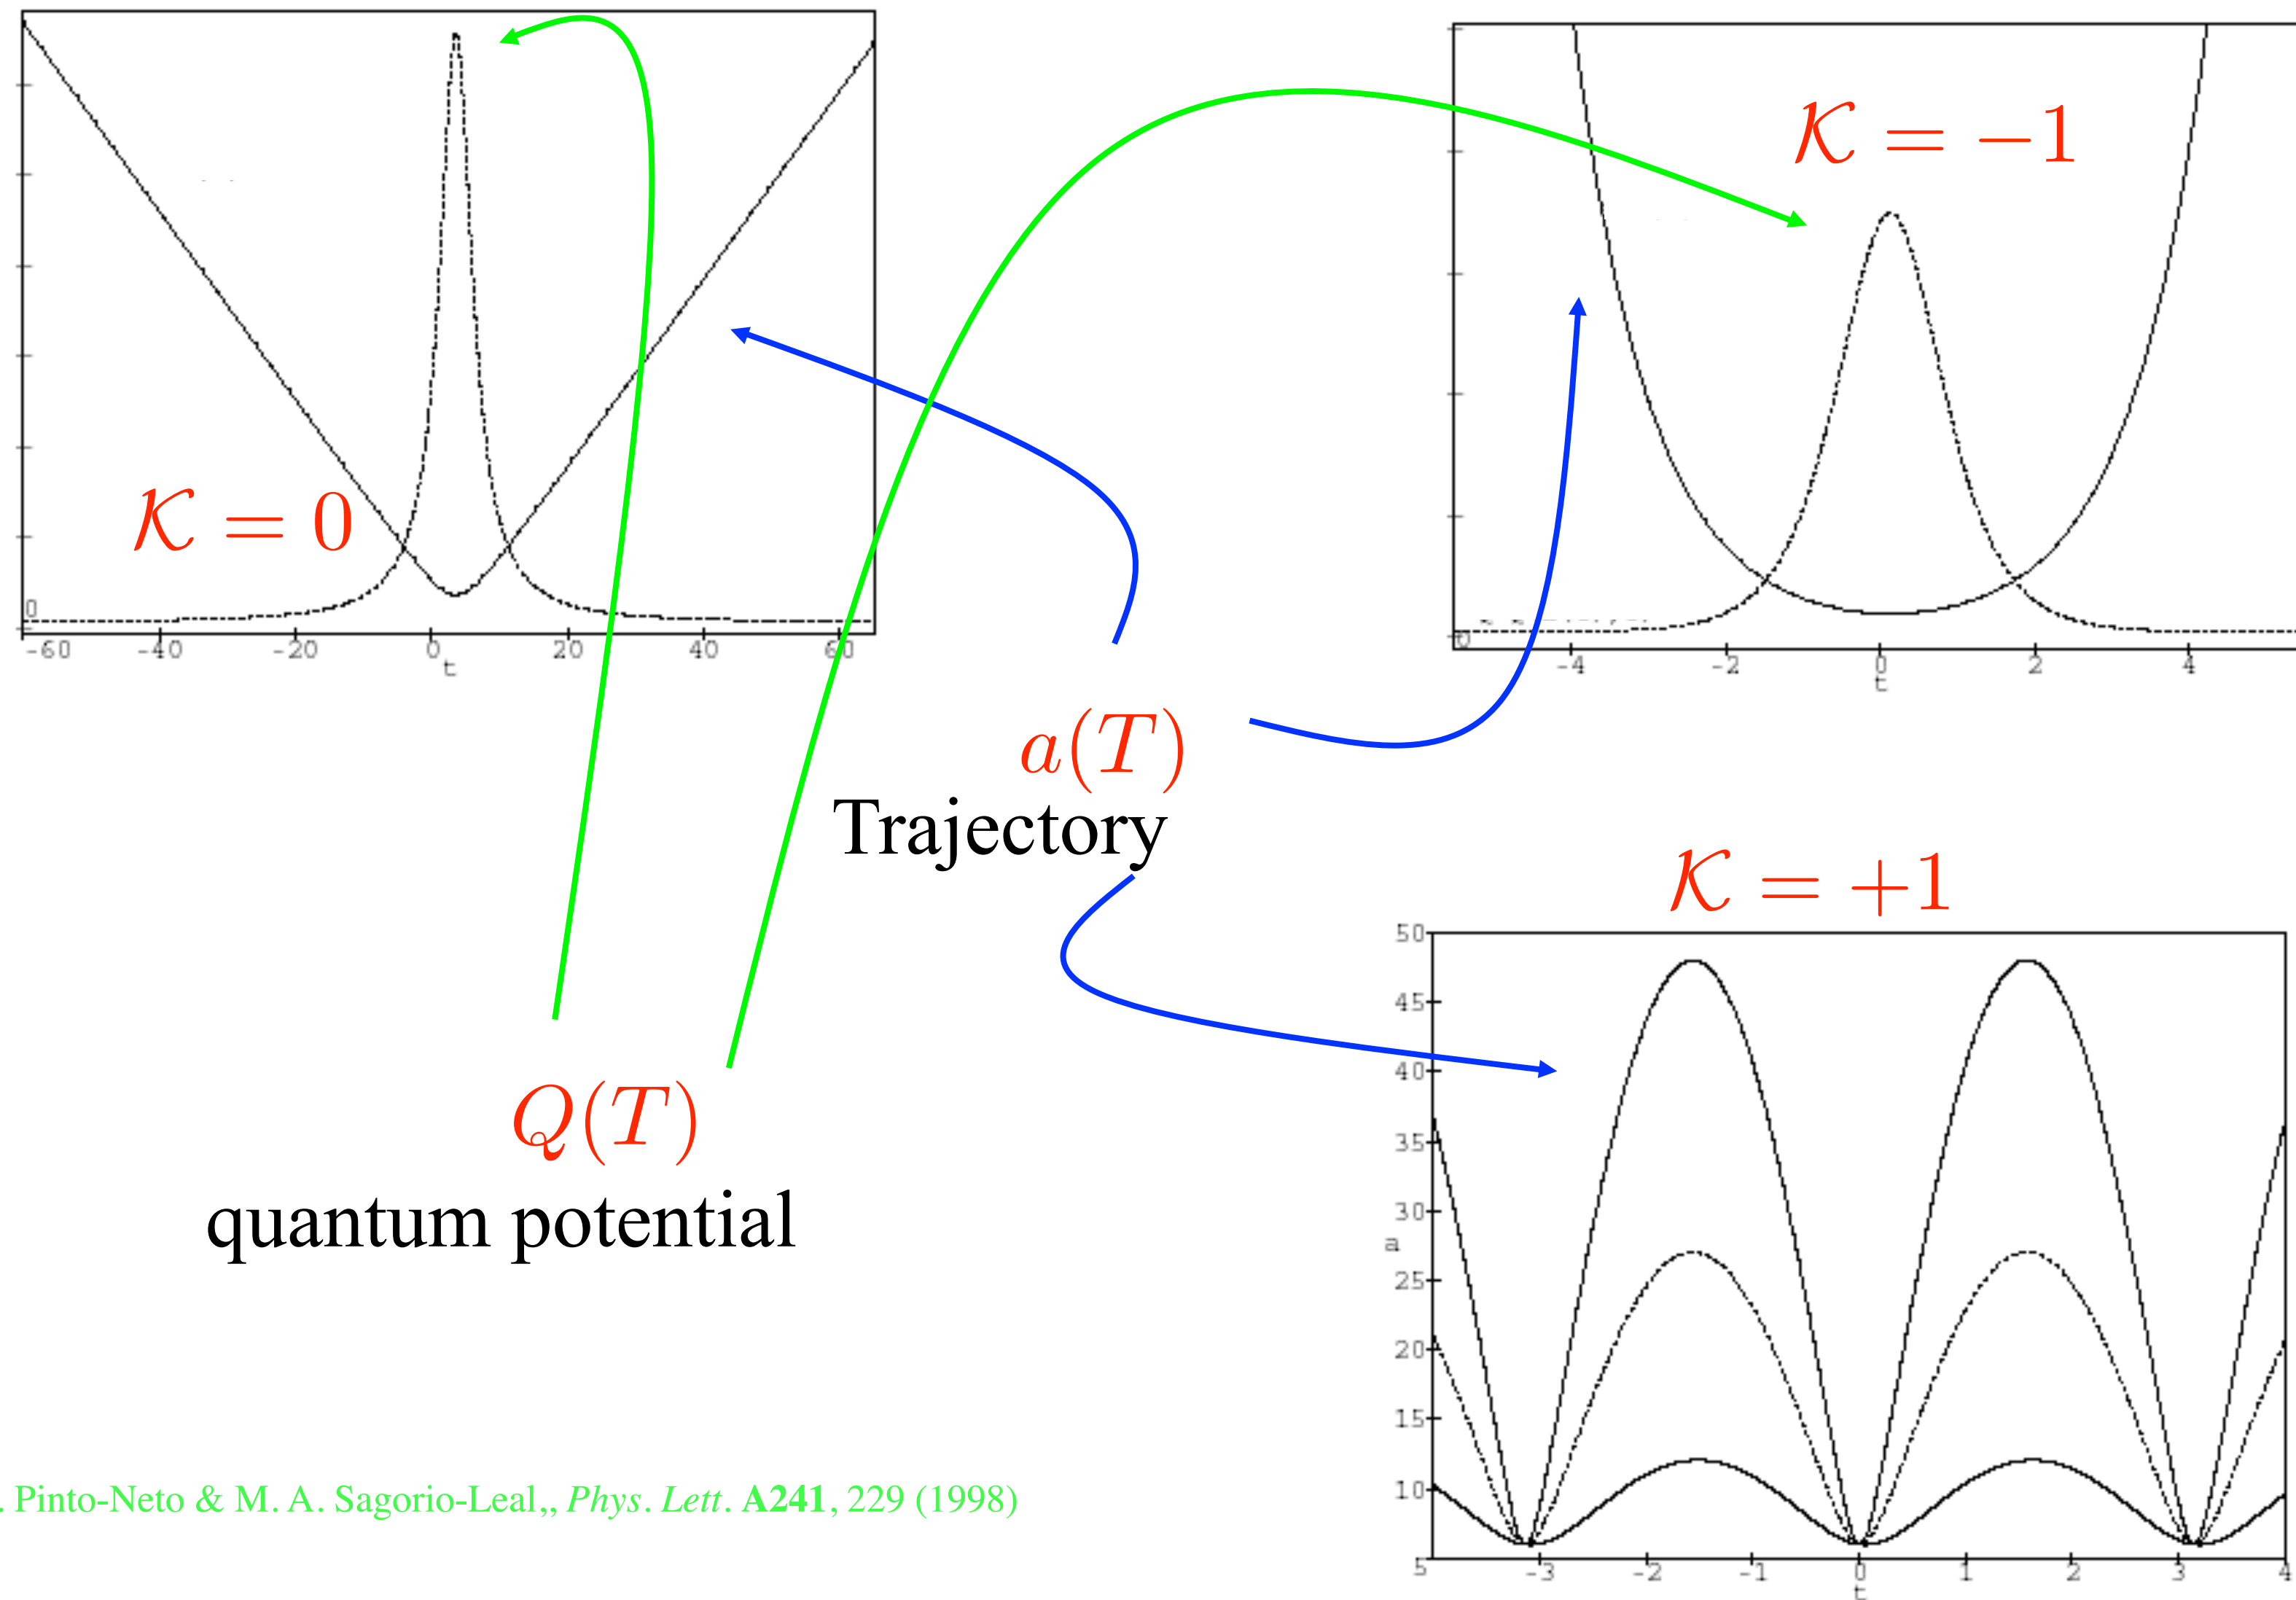 𝒦 = 0
0
-60 -40 -20 0 20 40 60
t
𝒦 = −1
0
-4 -2 0 2 4
t
a(T)
Trajectory
Q(T)
quantum potential
𝒦 = +1
50
45
40
35
30
a
25
20
15
10
5
-3 -2 -1 0 1 2 3 4
t
. Pinto-Neto & M. A. Sagorio-Leal,, Phys. Lett. A241, 229 (1998)